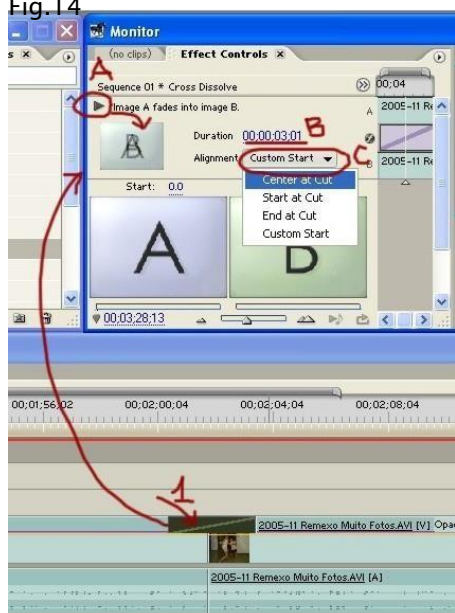 Fig.14
Monitor
s x
(no clips) Effect Controls x
A
Sequence 01 * Cross Dissolve 00;04
Image A fades into image B. A 2005-11 Re
A
Duration 00;00;03;01 B
Alignment Custom Start C B 2005-11 Re
Center at Cut
Start: 0.0
Start at Cut
End at Cut
Custom Start
A
B
00;03;28;13
00;01;56;02 00;02;00;04 00;02;04;04 00;02;08;04
1
2005-11 Remexo Muito Fotos.AVI [V] Opa
2005-11 Remexo Muito Fotos.AVI [A]